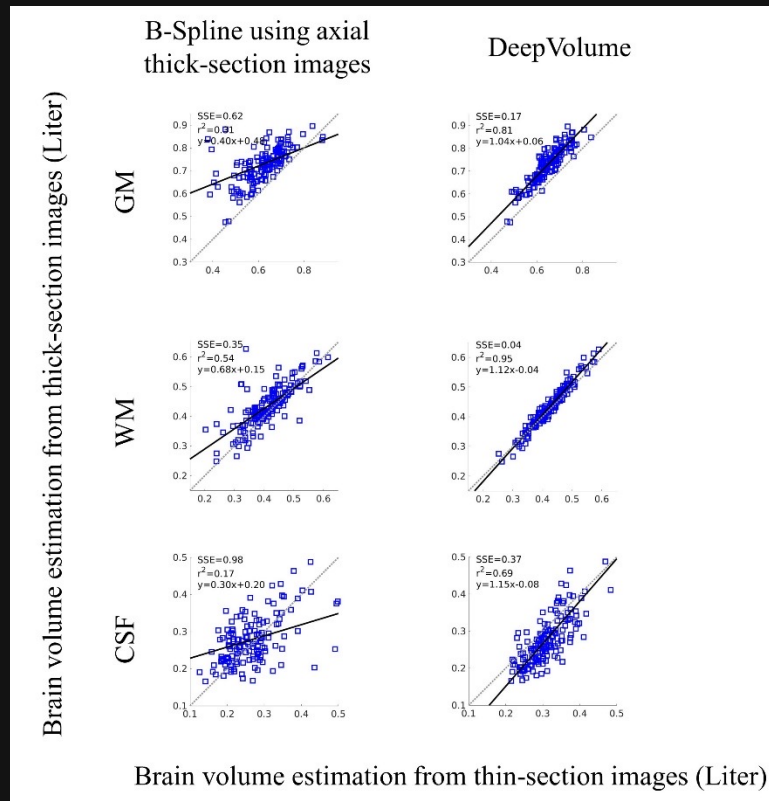 B-Spline using axial
thick-section images
DeepVolume
Brain volume estimation from thick-section images (Liter)
GM
SSE=0.62
r²=0.31
y=0.40x+0.48
0.9
0.8
0.7
0.6
0.5
0.4
0.3
0.4
0.6
0.8
SSE=0.17
r²=0.81
y=1.04x+0.06
0.9
0.8
0.7
0.6
0.5
0.4
0.3
0.4
0.6
0.8
WM
SSE=0.35
r²=0.54
y=0.68x+0.15
0.6
0.5
0.4
0.3
0.2
0.2
0.3
0.4
0.5
0.6
SSE=0.04
r²=0.95
y=1.12x-0.04
0.6
0.5
0.4
0.3
0.2
0.2
0.3
0.4
0.5
0.6
CSF
SSE=0.98
r²=0.17
y=0.30x+0.20
0.5
0.4
0.3
0.2
0.1
0.1
0.2
0.3
0.4
0.5
SSE=0.37
r²=0.69
y=1.15x-0.08
0.5
0.4
0.3
0.2
0.1
0.1
0.2
0.3
0.4
0.5
Brain volume estimation from thin-section images (Liter)